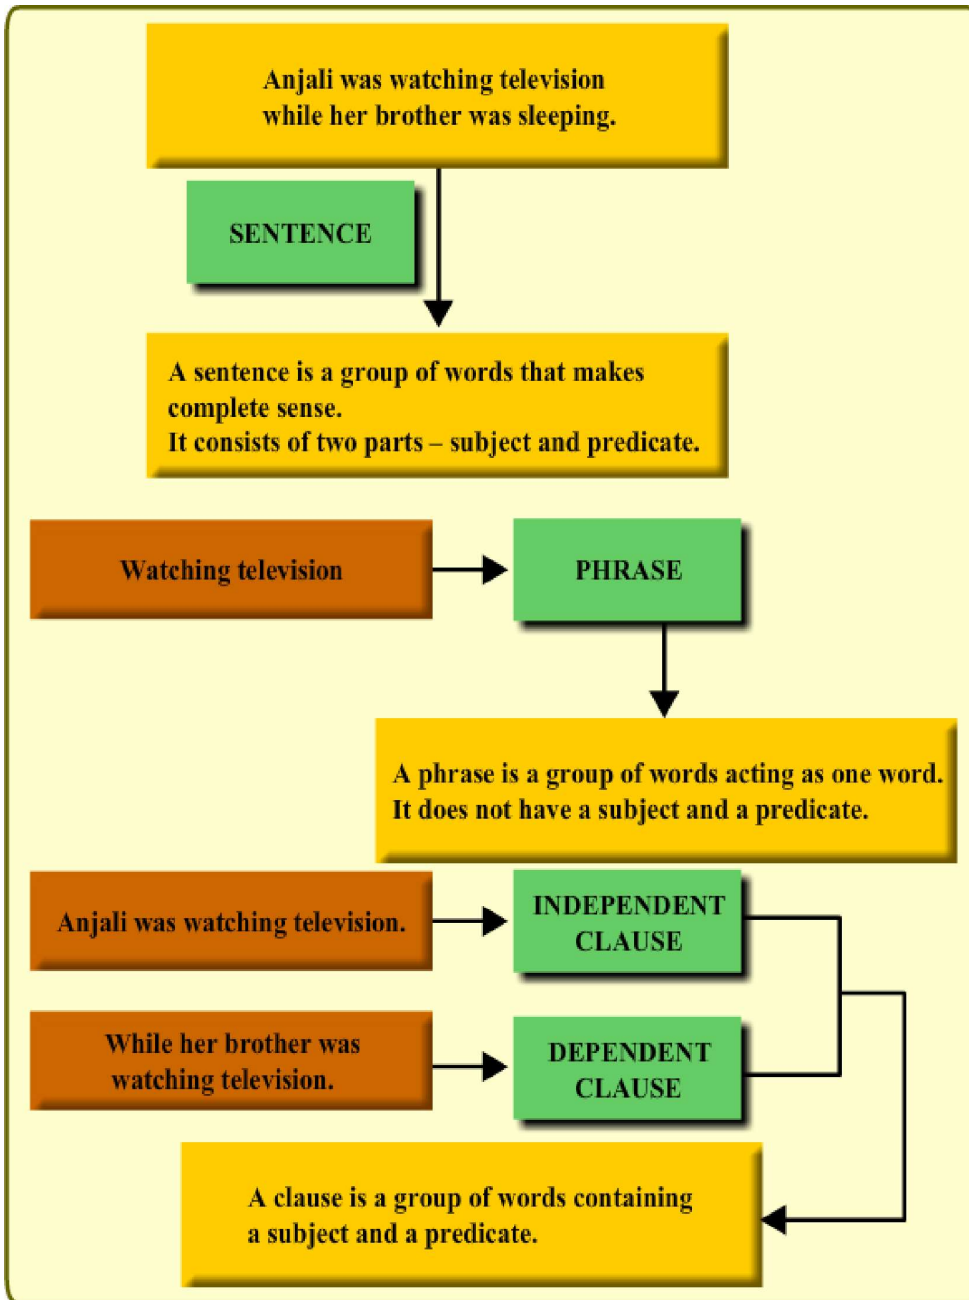 Anjali was watching television
while her brother was sleeping.
SENTENCE
A sentence is a group of words that makes
complete sense.
It consists of two parts – subject and predicate.
Watching television
PHRASE
A phrase is a group of words acting as one word.
It does not have a subject and a predicate.
Anjali was watching television.
INDEPENDENT
CLAUSE
While her brother was
watching television.
DEPENDENT
CLAUSE
A clause is a group of words containing
a subject and a predicate.